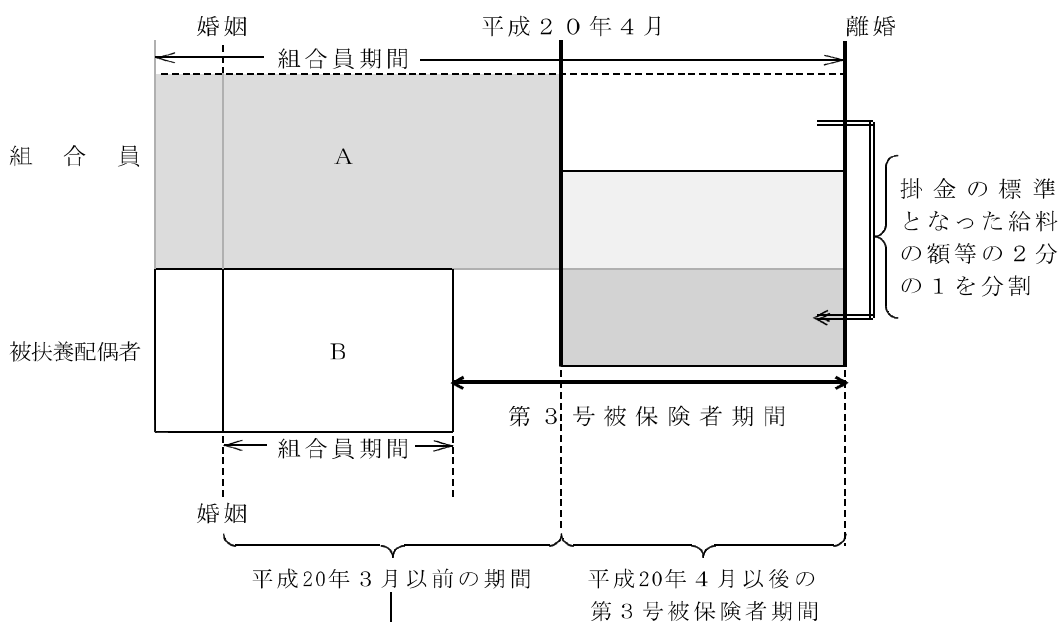 婚姻
平成２０年４月
離婚
組合員期間
組合員
A
掛金の標準
となった給料
の額等の２分
の１を分割
被扶養配偶者
B
第３号被保険者期間
組合員期間
婚姻
平成20年３月以前の期間
平成20年４月以後の
第３号被保険者期間